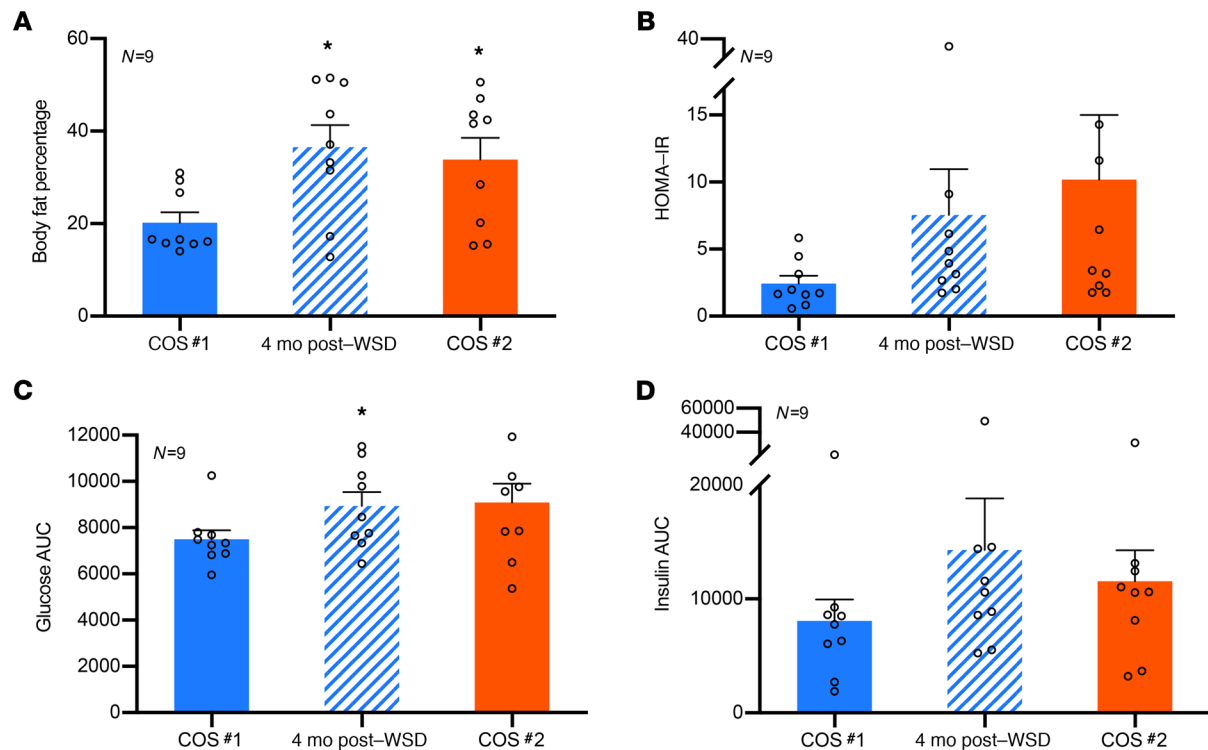 A
60
40
20
0
Body fat percentage
N=9
*
*
COS #1
4 mo post–WSD
COS #2
B
40
15
10
5
0
HOMA–IR
N=9
COS #1
4 mo post–WSD
COS #2
C
12000
10000
8000
6000
4000
2000
0
Glucose AUC
N=9
*
COS #1
4 mo post–WSD
COS #2
D
60000
40000
20000
10000
0
Insulin AUC
N=9
COS #1
4 mo post–WSD
COS #2